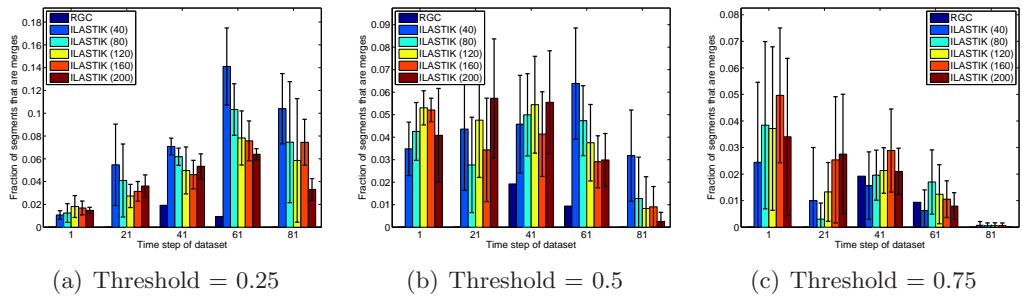 RGC
ILASTIK (40)
ILASTIK (80)
ILASTIK (120)
ILASTIK (160)
ILASTIK (200)
0.16
0.14
0.12
0.1
0.08
0.06
0.04
0.02
0
Fraction of segments that are merges
1 21 41 61 81
Time step of dataset
(a) Threshold = 0.25
RGC
ILASTIK (40)
ILASTIK (80)
ILASTIK (120)
ILASTIK (160)
ILASTIK (200)
0.09
0.08
0.07
0.06
0.05
0.04
0.03
0.02
0.01
0
Fraction of segments that are merges
1 21 41 61 81
Time step of dataset
(b) Threshold = 0.5
RGC
ILASTIK (40)
ILASTIK (80)
ILASTIK (120)
ILASTIK (160)
ILASTIK (200)
0.08
0.07
0.06
0.05
0.04
0.03
0.02
0.01
0
Fraction of segments that are merges
1 21 41 61 81
Time step of dataset
(c) Threshold = 0.75